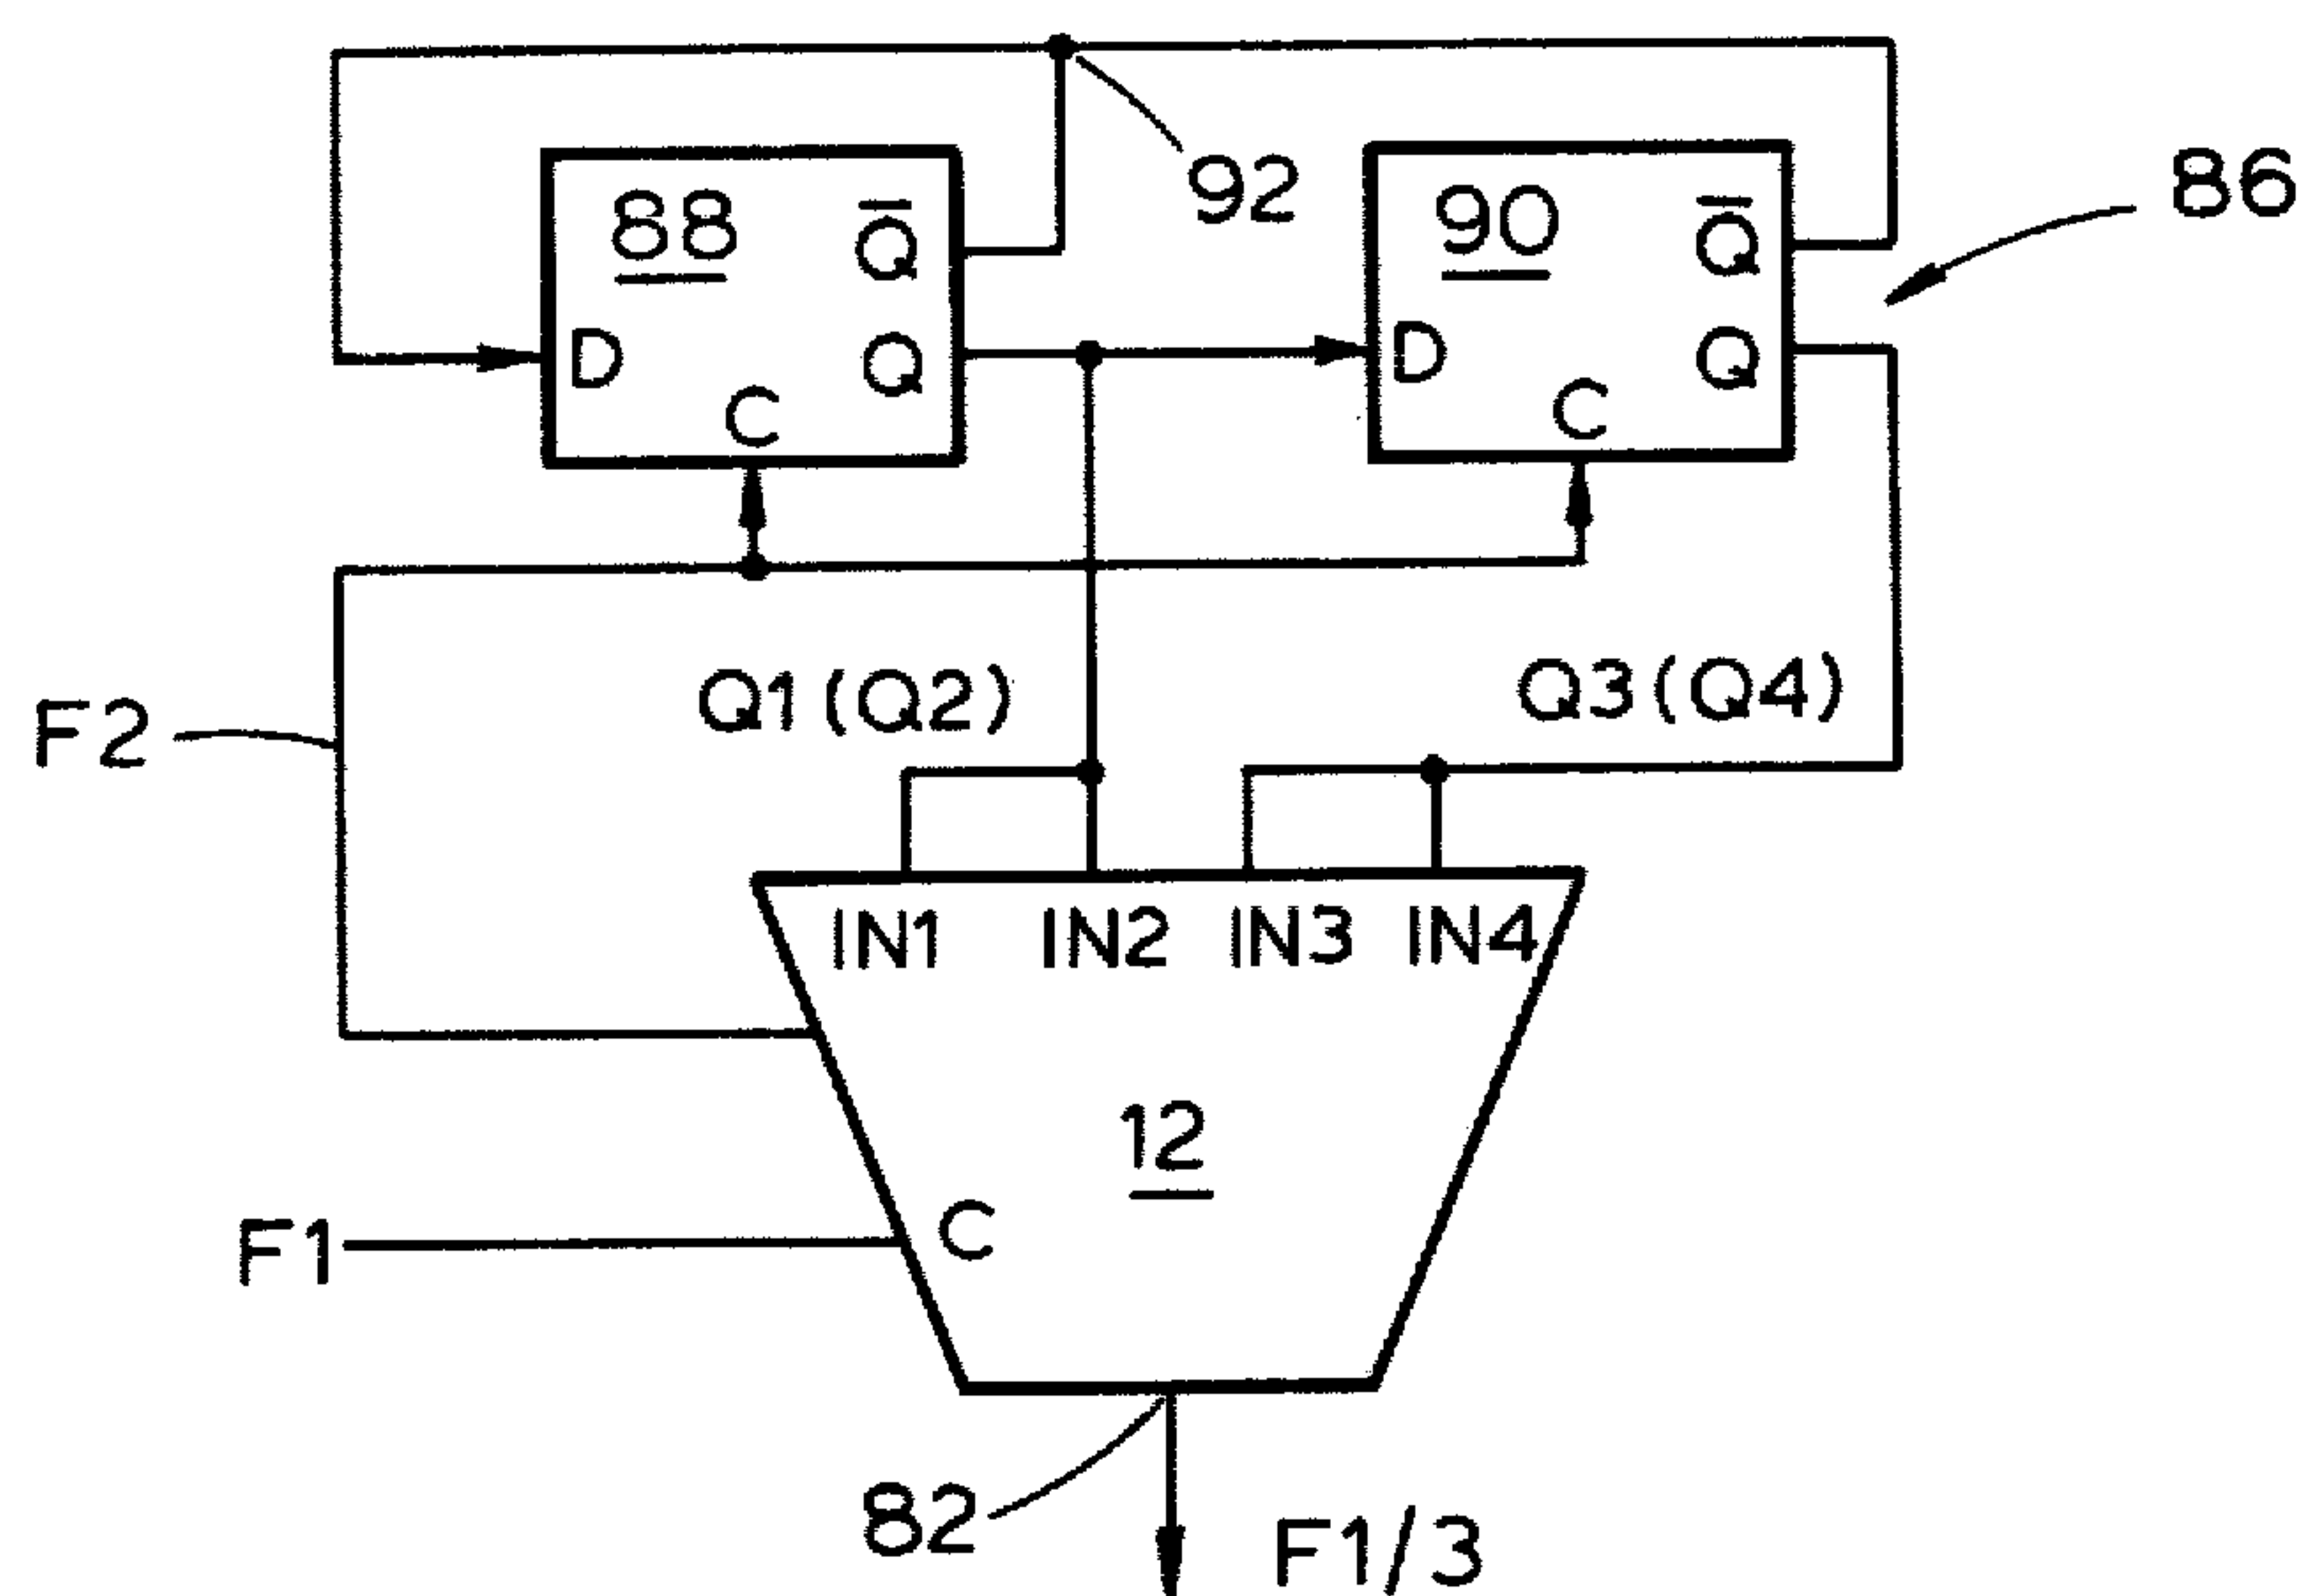 92
86
88
Q̅
D
Q
C
90
Q̅
D
Q
C
F2
Q1(Q2)
Q3(Q4)
IN1 IN2 IN3 IN4
12
C
F1
82
F1/3